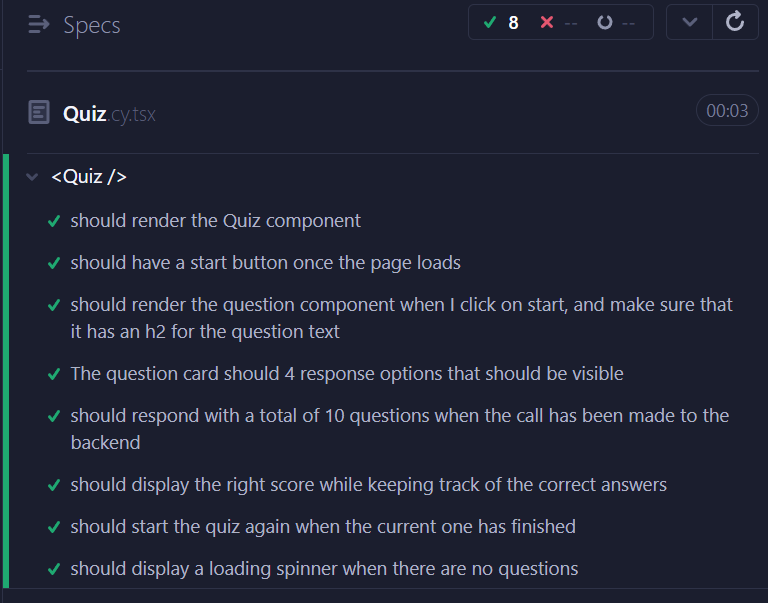 Specs
8 -- --
Quiz.cy.tsx
00:03
<Quiz />
should render the Quiz component
should have a start button once the page loads
should render the question component when I click on start, and make sure that
it has an h2 for the question text
The question card should 4 response options that should be visible
should respond with a total of 10 questions when the call has been made to the
backend
should display the right score while keeping track of the correct answers
should start the quiz again when the current one has finished
should display a loading spinner when there are no questions